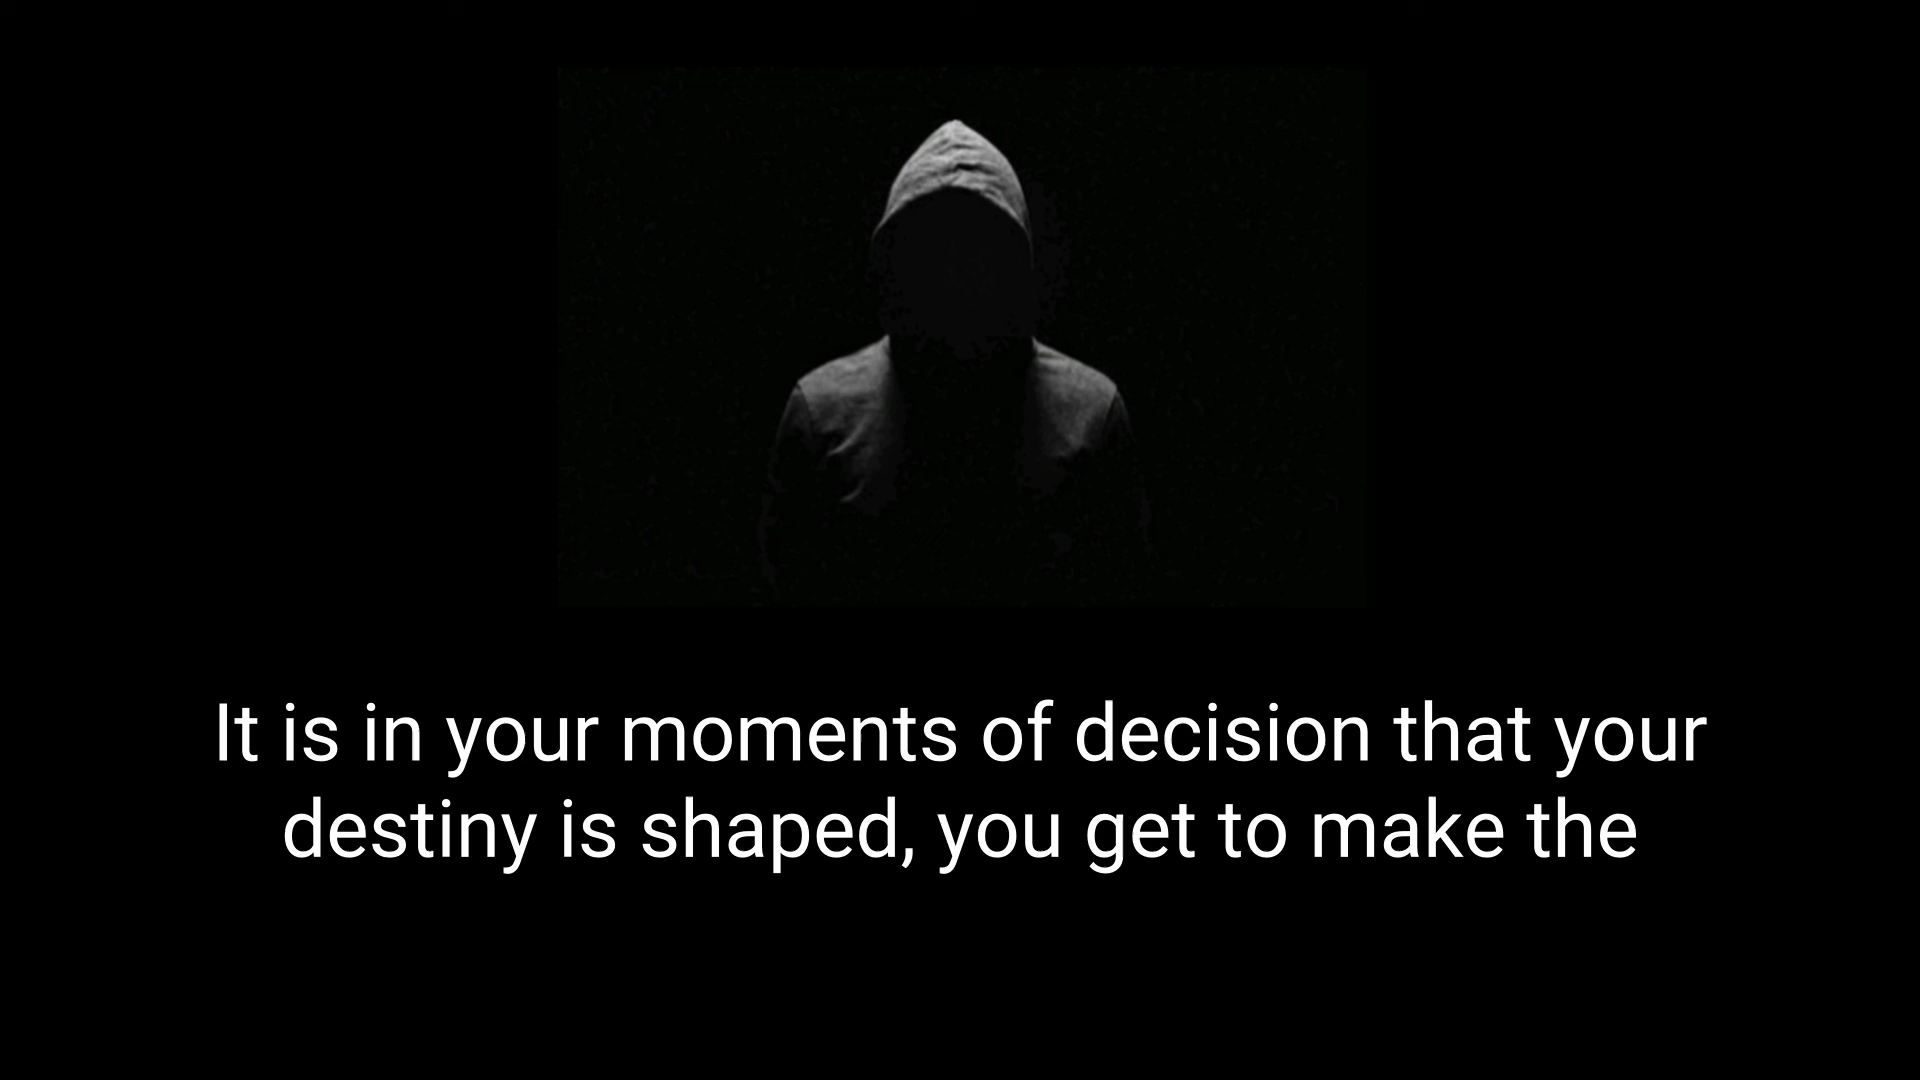 It is in your moments of decision that your
destiny is shaped, you get to make the